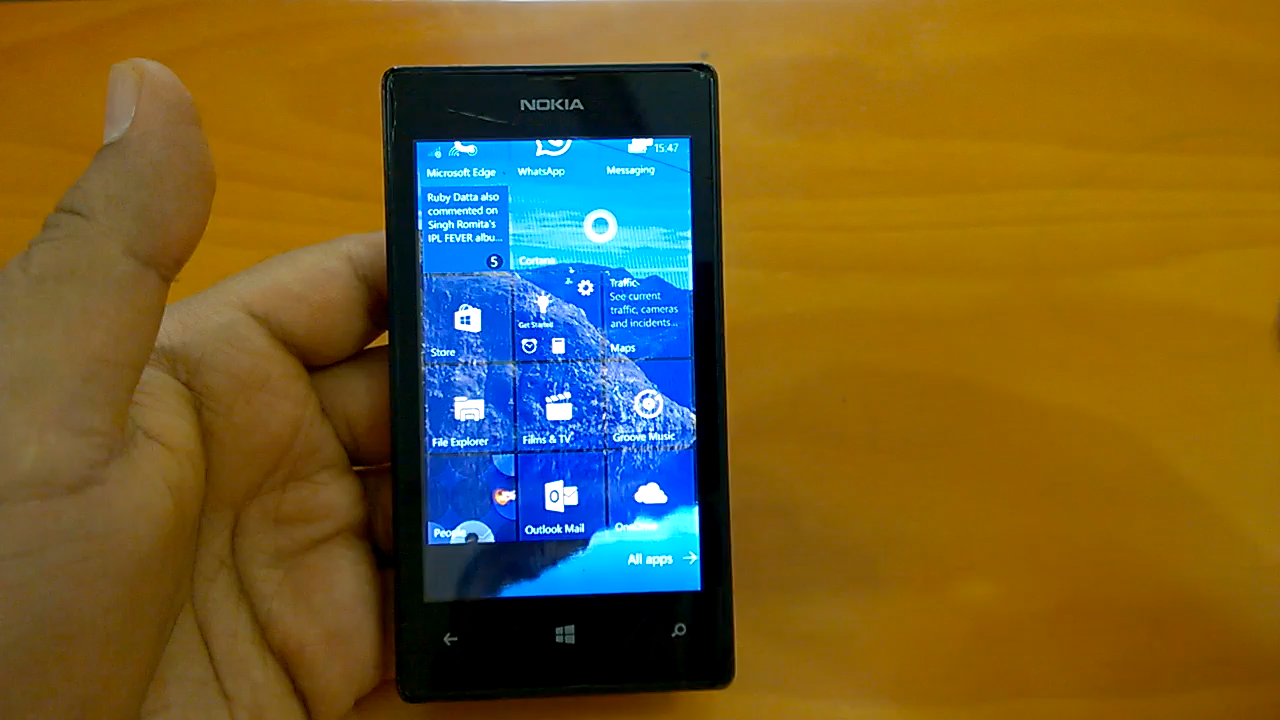 NOKIA
15:47
Microsoft Edge
WhatsApp
Messaging
Ruby Datta also
commented on
Singh Romita's
IPL FEVER albu...
5
Cortana
Store
Get Started
Traffic
See current
traffic, cameras
and incidents...
Maps
File Explorer
Films & TV
Groove Music
People
Outlook Mail
OneDrive
All apps